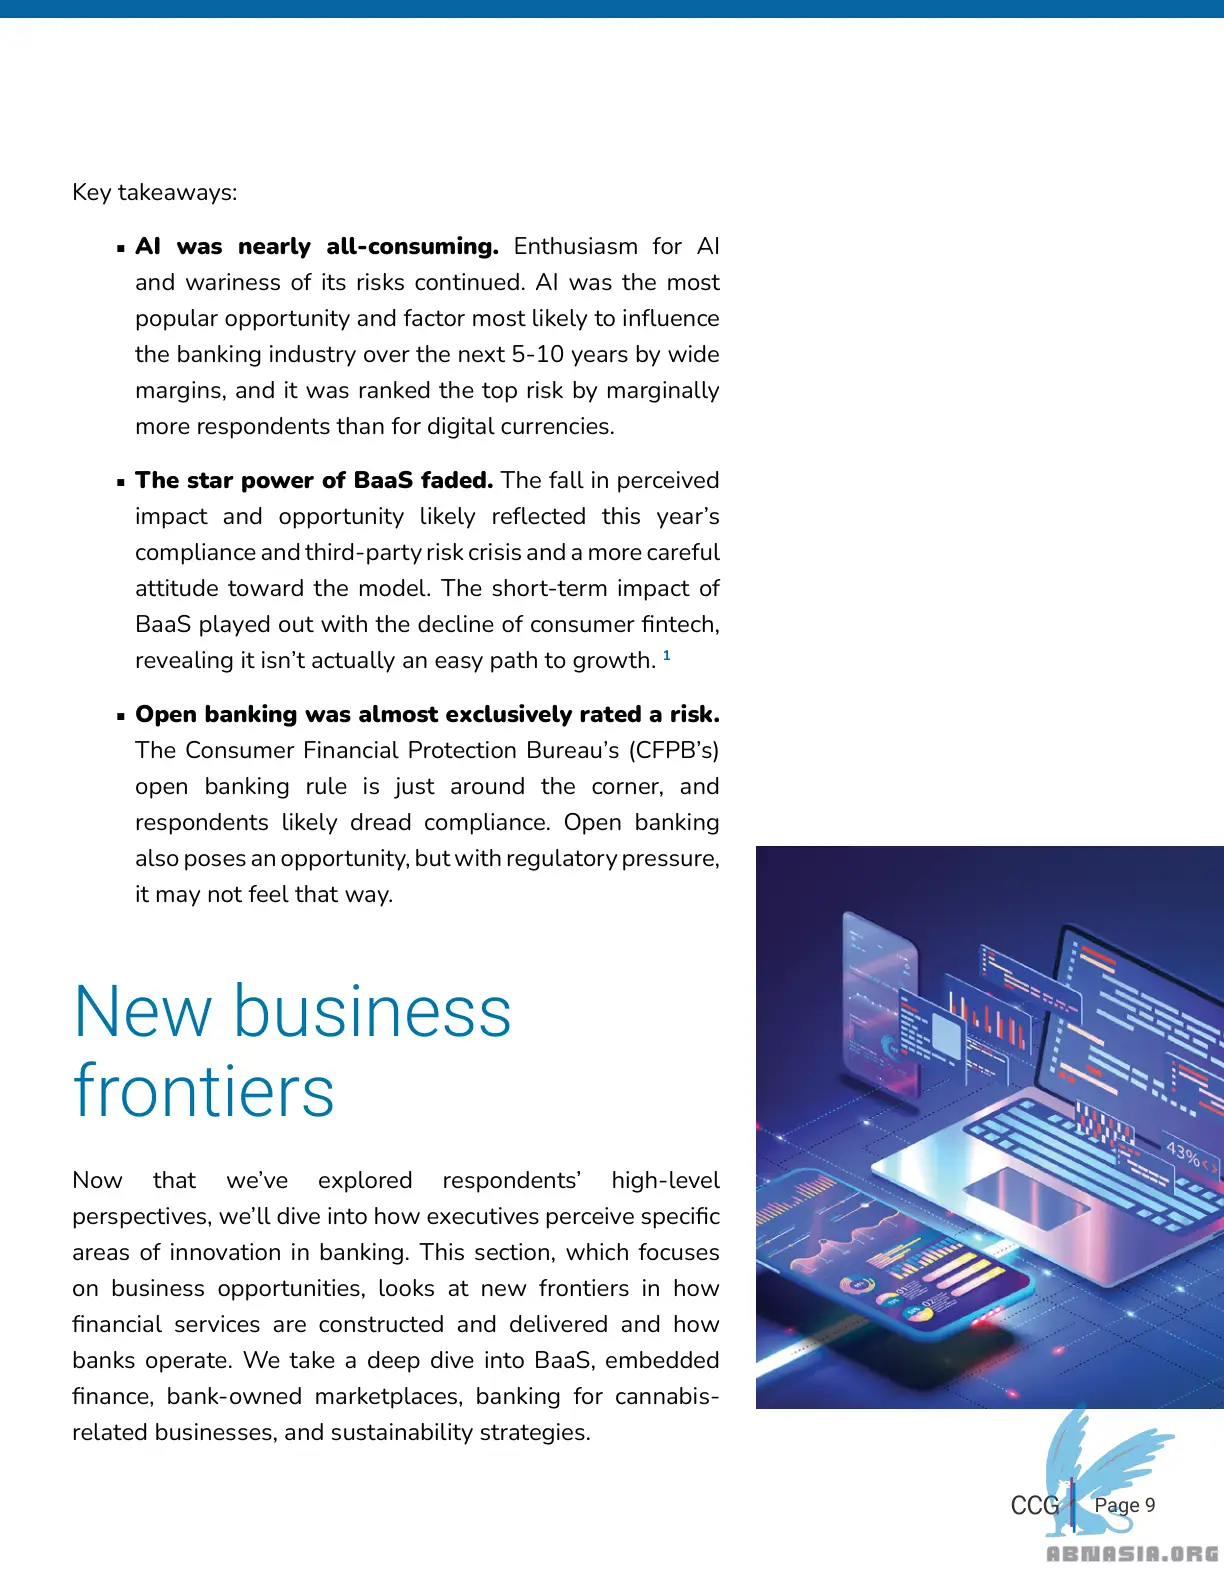 Key takeaways:
▪ AI was nearly all-consuming. Enthusiasm for AI
and wariness of its risks continued. AI was the most
popular opportunity and factor most likely to influence
the banking industry over the next 5-10 years by wide
margins, and it was ranked the top risk by marginally
more respondents than for digital currencies.
▪ The star power of BaaS faded. The fall in perceived
impact and opportunity likely reflected this year’s
compliance and third-party risk crisis and a more careful
attitude toward the model. The short-term impact of
BaaS played out with the decline of consumer fintech,
revealing it isn’t actually an easy path to growth. 1
▪ Open banking was almost exclusively rated a risk.
The Consumer Financial Protection Bureau’s (CFPB’s)
open banking rule is just around the corner, and
respondents likely dread compliance. Open banking
also poses an opportunity, but with regulatory pressure,
it may not feel that way.
New business
frontiers
Now that we’ve explored respondents’ high-level
perspectives, we’ll dive into how executives perceive specific
areas of innovation in banking. This section, which focuses
on business opportunities, looks at new frontiers in how
financial services are constructed and delivered and how
banks operate. We take a deep dive into BaaS, embedded
finance, bank-owned marketplaces, banking for cannabis-
related businesses, and sustainability strategies.
43%<>
01
02
CCG
Page 9
ABNASIA.ORG